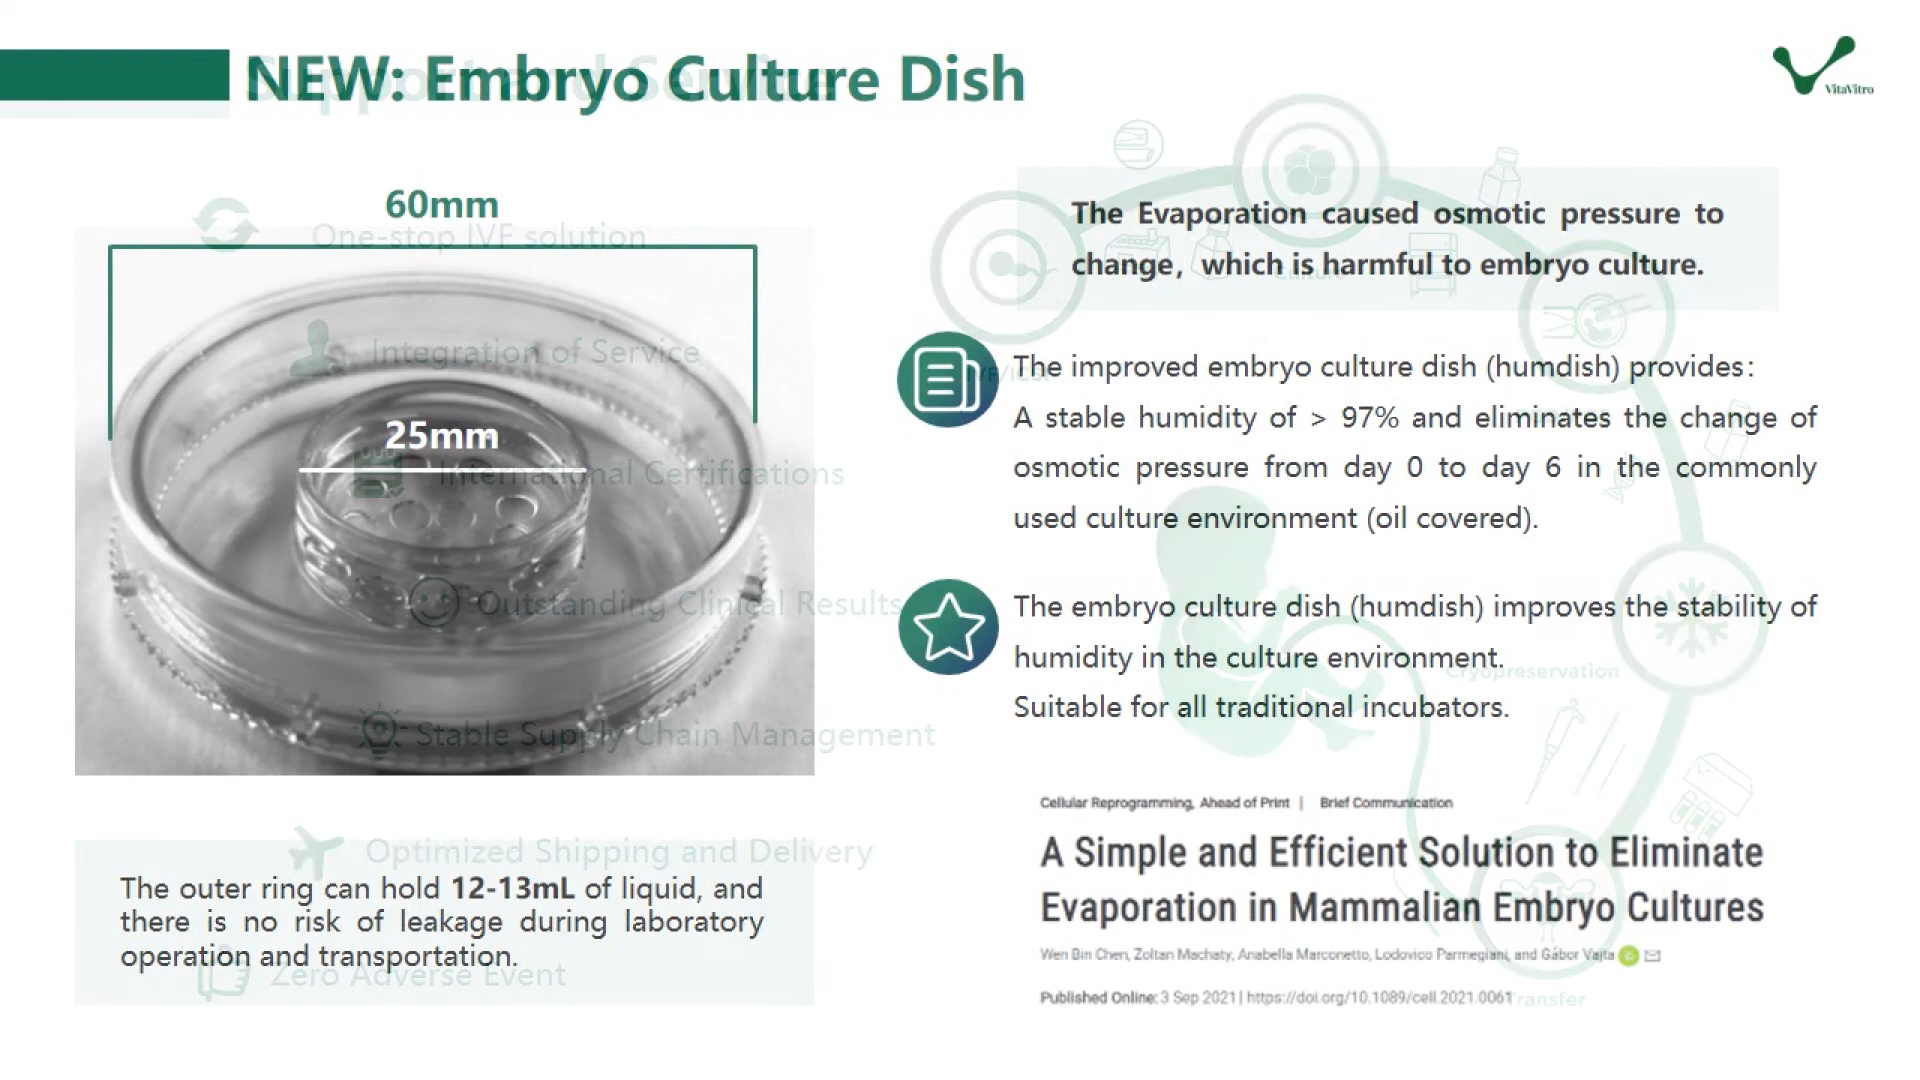 NEW: Embryo Culture Dish
Support and Service
VitaVitro
60mm
One-stop IVF solution
Integration of Service
25mm
International Certifications
Outstanding Clinical Results
Stable Supply Chain Management
Optimized Shipping and Delivery
The outer ring can hold 12-13mL of liquid, and
there is no risk of leakage during laboratory
operation and transportation.
Zero Adverse Event
The Evaporation caused osmotic pressure to
change, which is harmful to embryo culture.
Culture
The improved embryo culture dish (humdish) provides:
A stable humidity of > 97% and eliminates the change of
osmotic pressure from day 0 to day 6 in the commonly
used culture environment (oil covered).
The embryo culture dish (humdish) improves the stability of
humidity in the culture environment.
Cryopreservation
Suitable for all traditional incubators.
Cellular Reprogramming, Ahead of Print | Brief Communication
A Simple and Efficient Solution to Eliminate
Evaporation in Mammalian Embryo Cultures
Wen Bin Chen, Zoltan Machaty, Anabella Marconetto, Lodovico Parmegiani, and Gábor Vajta
Published Online: 3 Sep 2021 | https://doi.org/10.1089/cell.2021.0061
Transfer